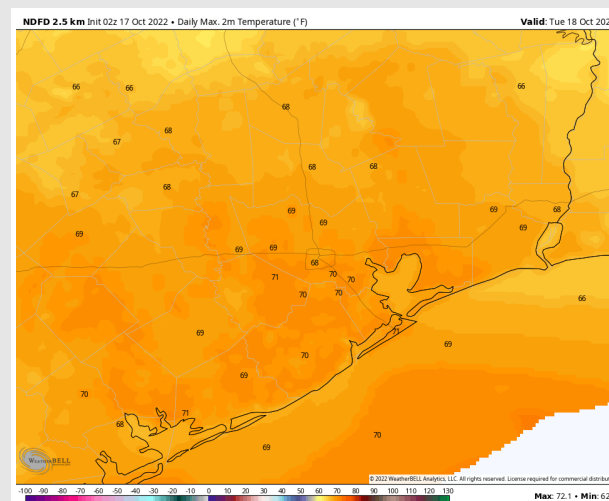 NDFD 2.5 km Init 02z 17 Oct 2022 • Daily Max. 2m Temperature (°F)
Valid: Tue 18 Oct 202
66 66 66
68
68
67
68 68
68
67
69 69 68
69 69
69
69 69
68
71 70 70
70 70
66
71
69 69
70
69
70
71
68
70
69
WEATHERBELL
© 2022 WeatherBELL Analytics, LLC. All rights reserved. License required for commercial distribu
-100 -90 -80 -70 -60 -50 -40 -30 -20 -10 0 10 20 30 40 50 60 70 80 90 100 110 120 130
Max: 72.1 • Min: 62